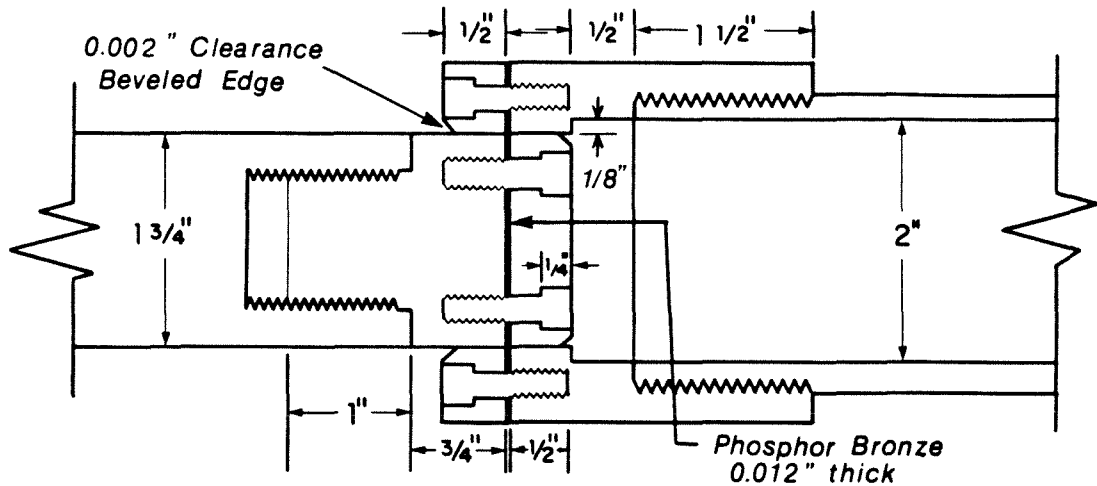 1/2" 1/2" 1 1/2"
0.002" Clearance
Beveled Edge
1/8"
1 3/4" 2"
1/4"
1"
3/4" 1/2"
Phosphor Bronze
0.012" thick